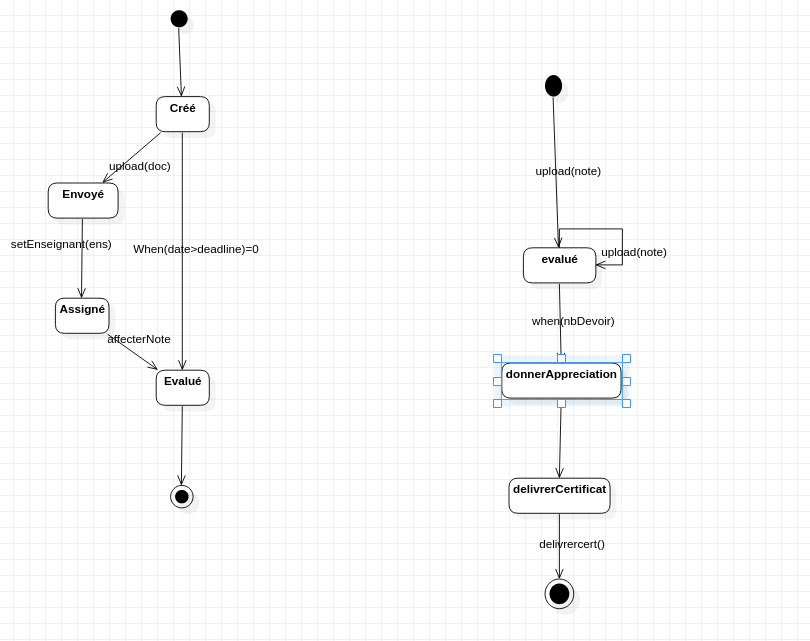 Créé
upload(doc)
Envoyé
setEnseignant(ens)
When(date>deadline)=0
Assigné
affecterNote
Evalué
upload(note)
evalué
upload(note)
when(nbDevoir)
donnerAppreciation
delivrerCertificat
delivrercert()